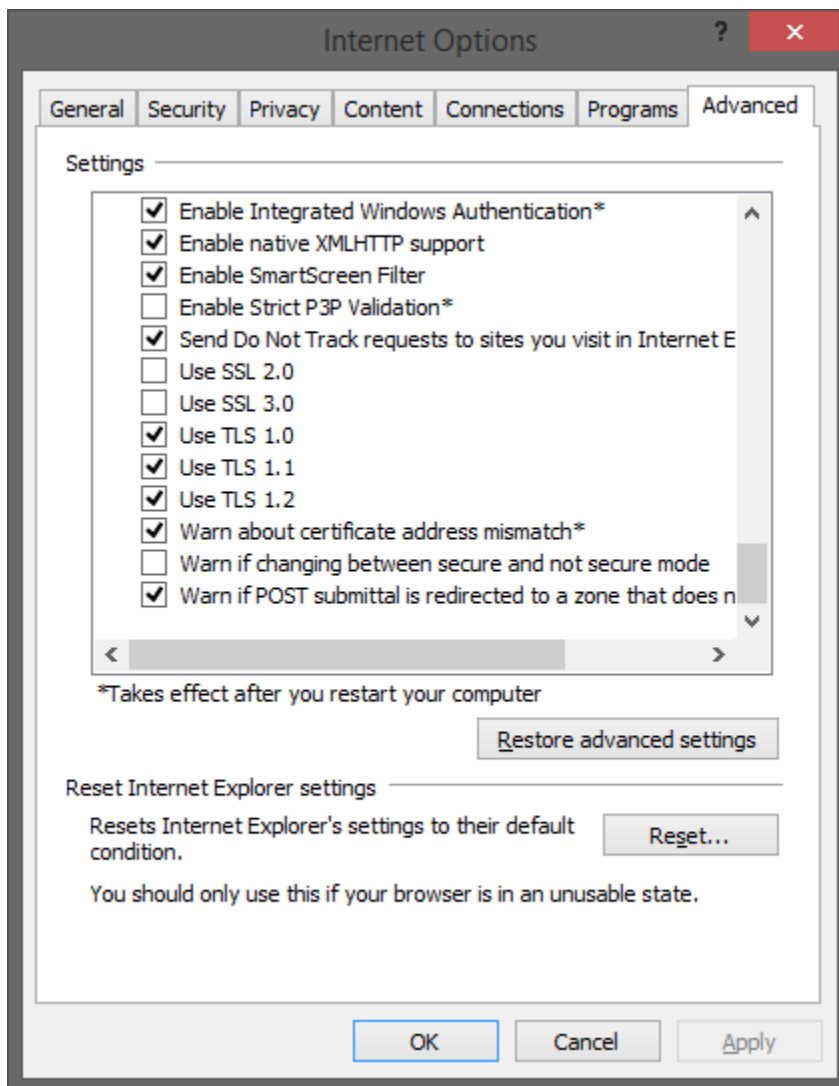 Internet Options
?
General Security Privacy Content Connections Programs Advanced
Settings
Enable Integrated Windows Authentication*
Enable native XMLHTTP support
Enable SmartScreen Filter
Enable Strict P3P Validation*
Send Do Not Track requests to sites you visit in Internet E
Use SSL 2.0
Use SSL 3.0
Use TLS 1.0
Use TLS 1.1
Use TLS 1.2
Warn about certificate address mismatch*
Warn if changing between secure and not secure mode
Warn if POST submittal is redirected to a zone that does n
*Takes effect after you restart your computer
Restore advanced settings
Reset Internet Explorer settings
Resets Internet Explorer's settings to their default
condition.
Reset...
You should only use this if your browser is in an unusable state.
OK Cancel Apply